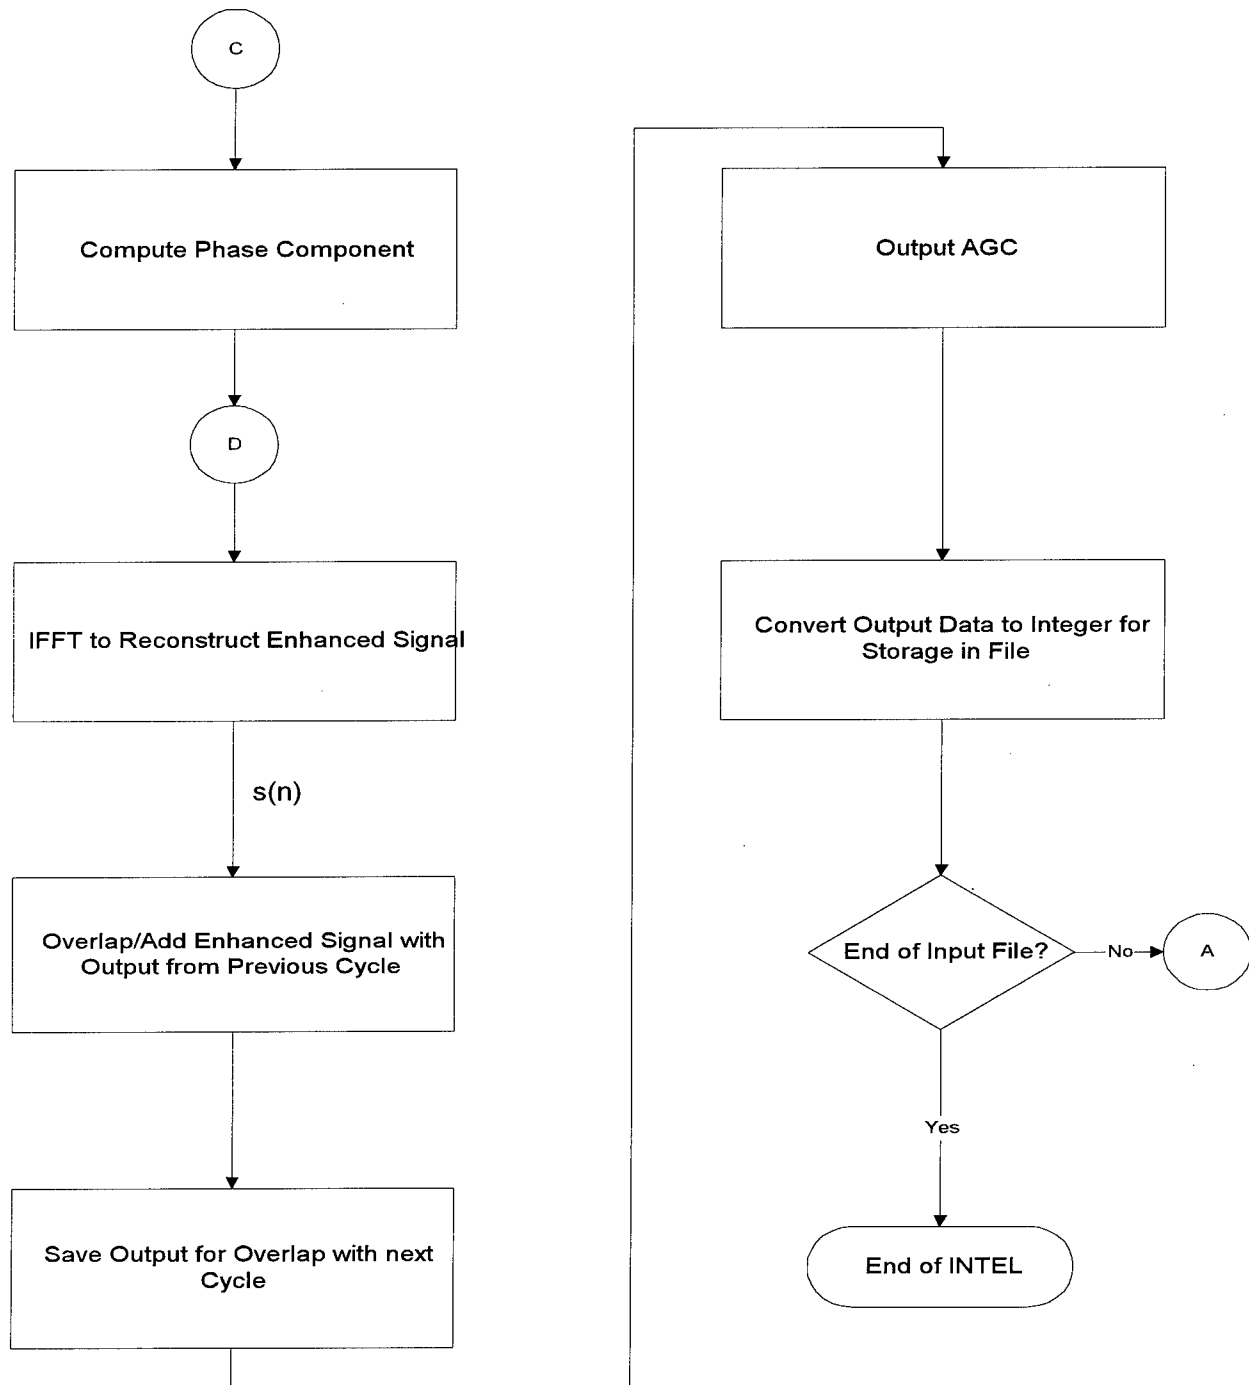 C
Compute Phase Component
D
IFFT to Reconstruct Enhanced Signal
s(n)
Overlap/Add Enhanced Signal with
Output from Previous Cycle
Save Output for Overlap with next
Cycle
Output AGC
Convert Output Data to Integer for
Storage in File
End of Input File?
No
A
Yes
End of INTEL